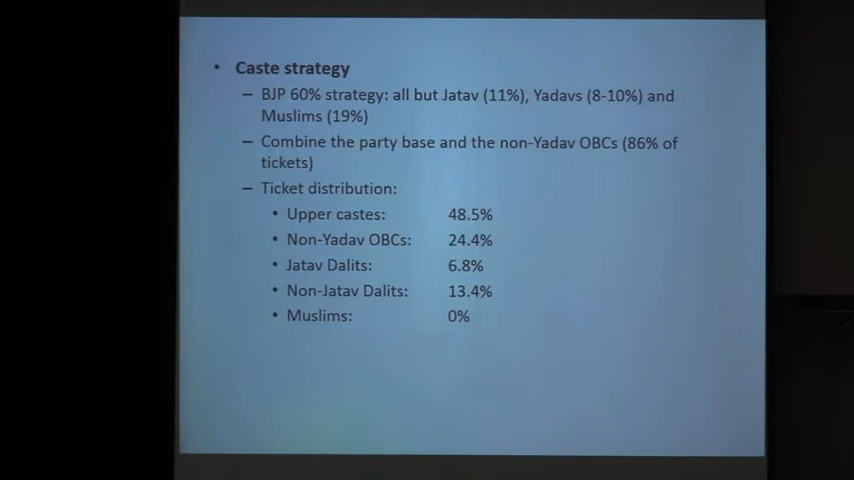 • Caste strategy
– BJP 60% strategy: all but Jatav (11%), Yadavs (8-10%) and
Muslims (19%)
– Combine the party base and the non-Yadav OBCs (86% of
tickets)
– Ticket distribution:
• Upper castes: 48.5%
• Non-Yadav OBCs: 24.4%
• Jatav Dalits: 6.8%
• Non-Jatav Dalits: 13.4%
• Muslims: 0%